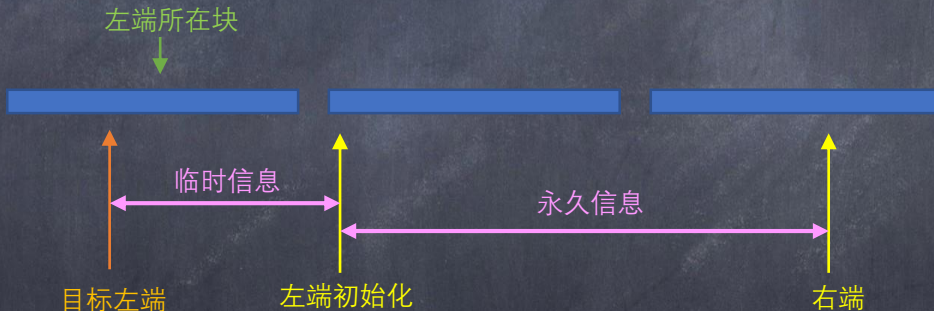 左端所在块
临时信息
永久信息
目标左端
左端初始化
右端